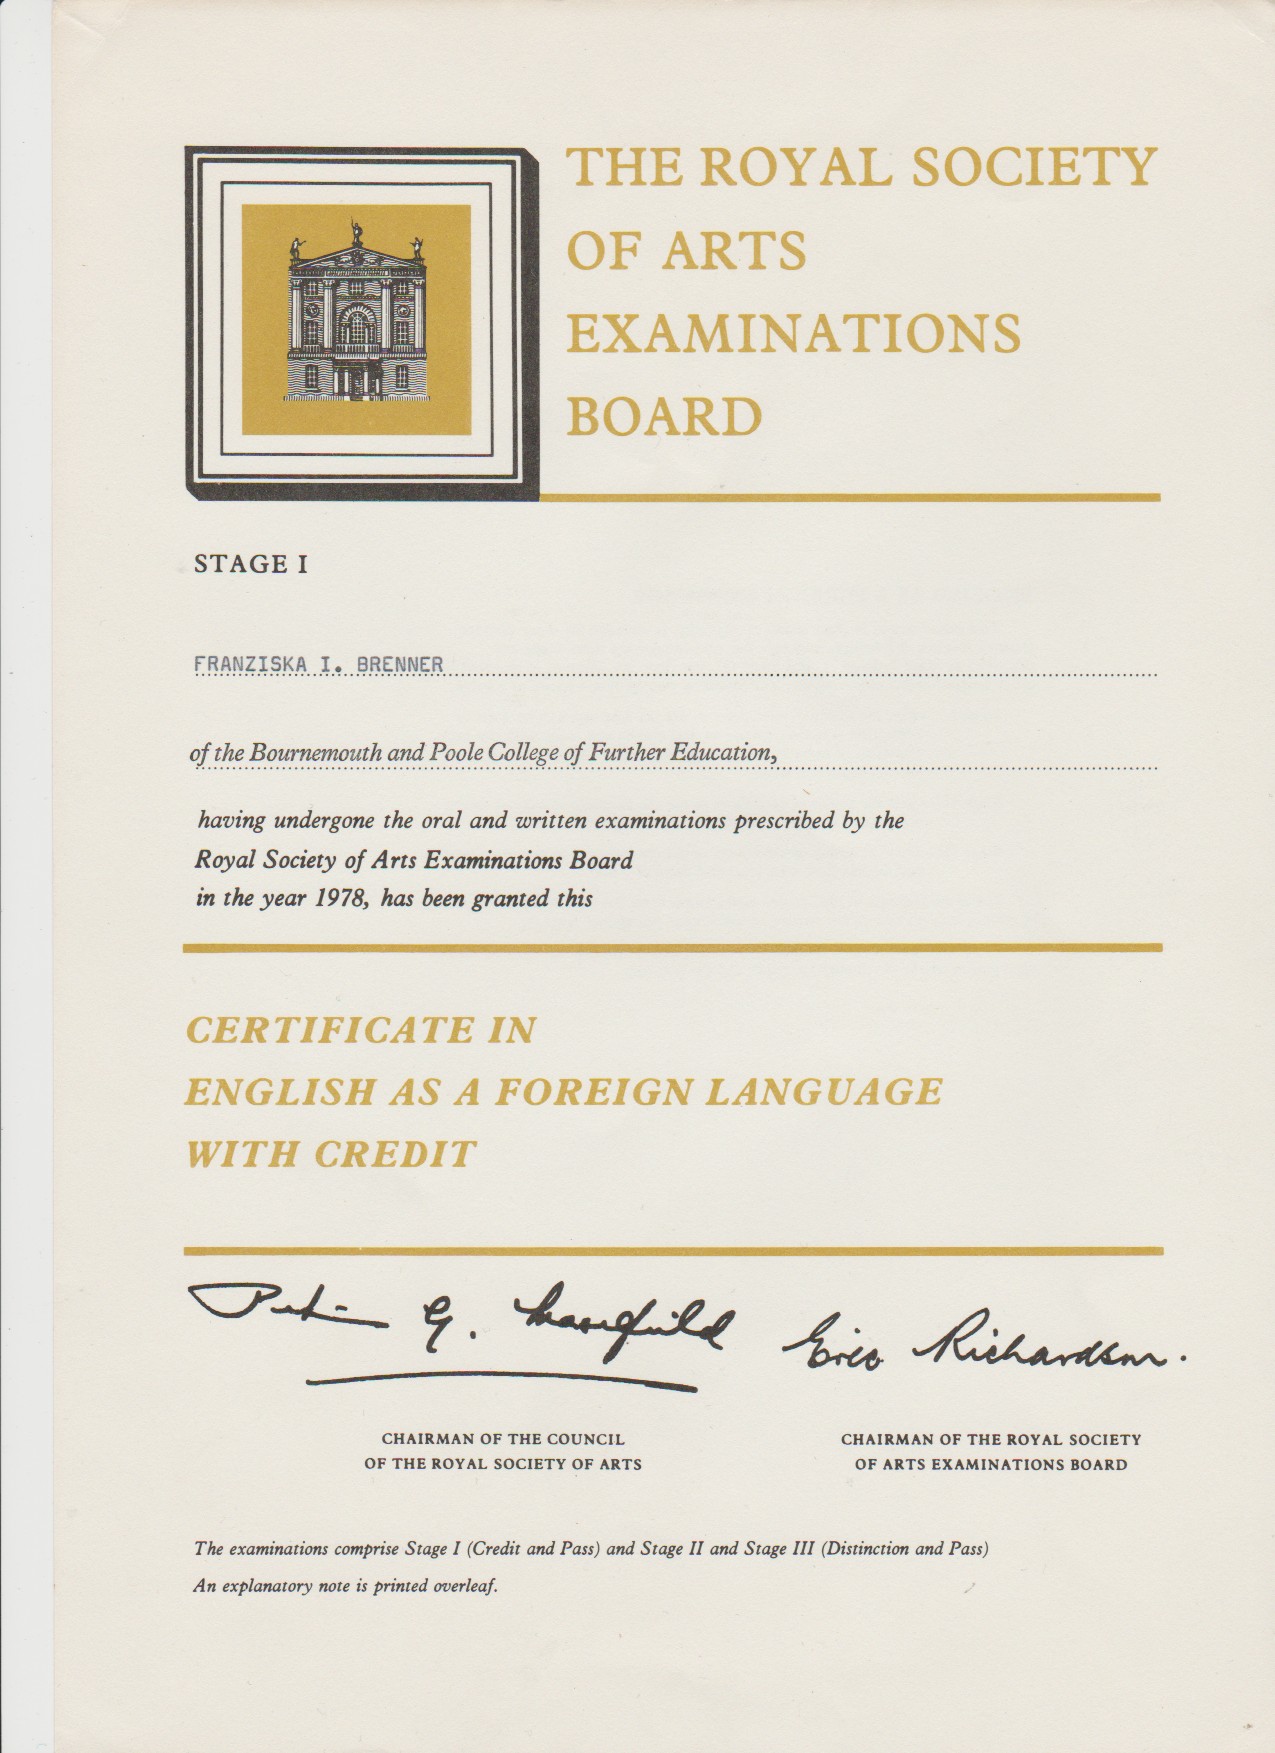 THE ROYAL SOCIETY
OF ARTS
EXAMINATIONS
BOARD
STAGE I
FRANZISKA I. BRENNER
of the Bournemouth and Poole College of Further Education,
having undergone the oral and written examinations prescribed by the
Royal Society of Arts Examinations Board
in the year 1978, has been granted this
CERTIFICATE IN
ENGLISH AS A FOREIGN LANGUAGE
WITH CREDIT
G. Eric Richardson.
CHAIRMAN OF THE COUNCIL
OF THE ROYAL SOCIETY OF ARTS
CHAIRMAN OF THE ROYAL SOCIETY
OF ARTS EXAMINATIONS BOARD
The examinations comprise Stage I (Credit and Pass) and Stage II and Stage III (Distinction and Pass)
An explanatory note is printed overleaf.